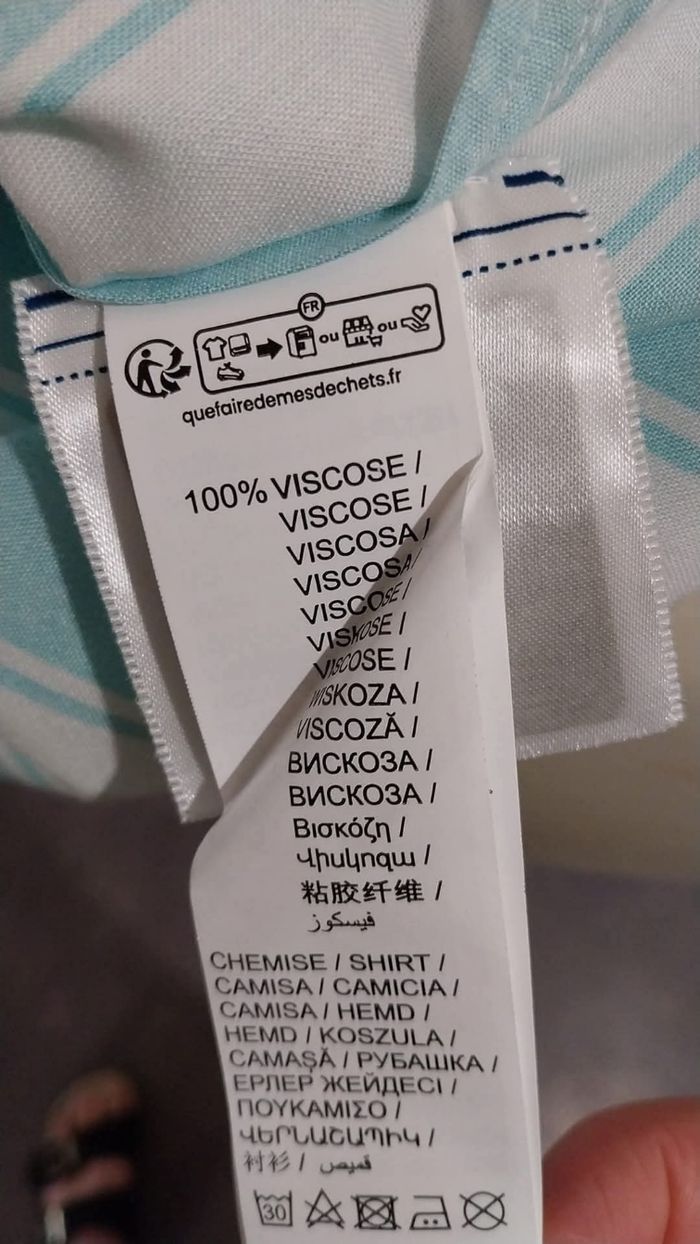 FR
ou ou
quefairedemesdechets.fr
100% VISCOSE /
VISCOSE /
VISCOSA /
VISCOSA /
VISCOSE /
VISKOSE /
VISCOSE /
WISKOZA /
VISCOZĂ /
ВИСКОЗА /
ВИСКОЗА /
Βισκόζη /
Վիսկոզա /
粘胶纤维 /
فيسكوز
CHEMISE / SHIRT /
CAMISA / CAMICIA /
CAMISA / HEMD /
HEMD / KOSZULA /
CAMAȘĂ / РУБАШКА /
ЕРЛЕР ЖЕЙДЕСІ /
ΠΟΥΚΑΜΙΣΟ /
ՎԵՐՆԱՇԱՊԻԿ /
衬衫 / قميص
30